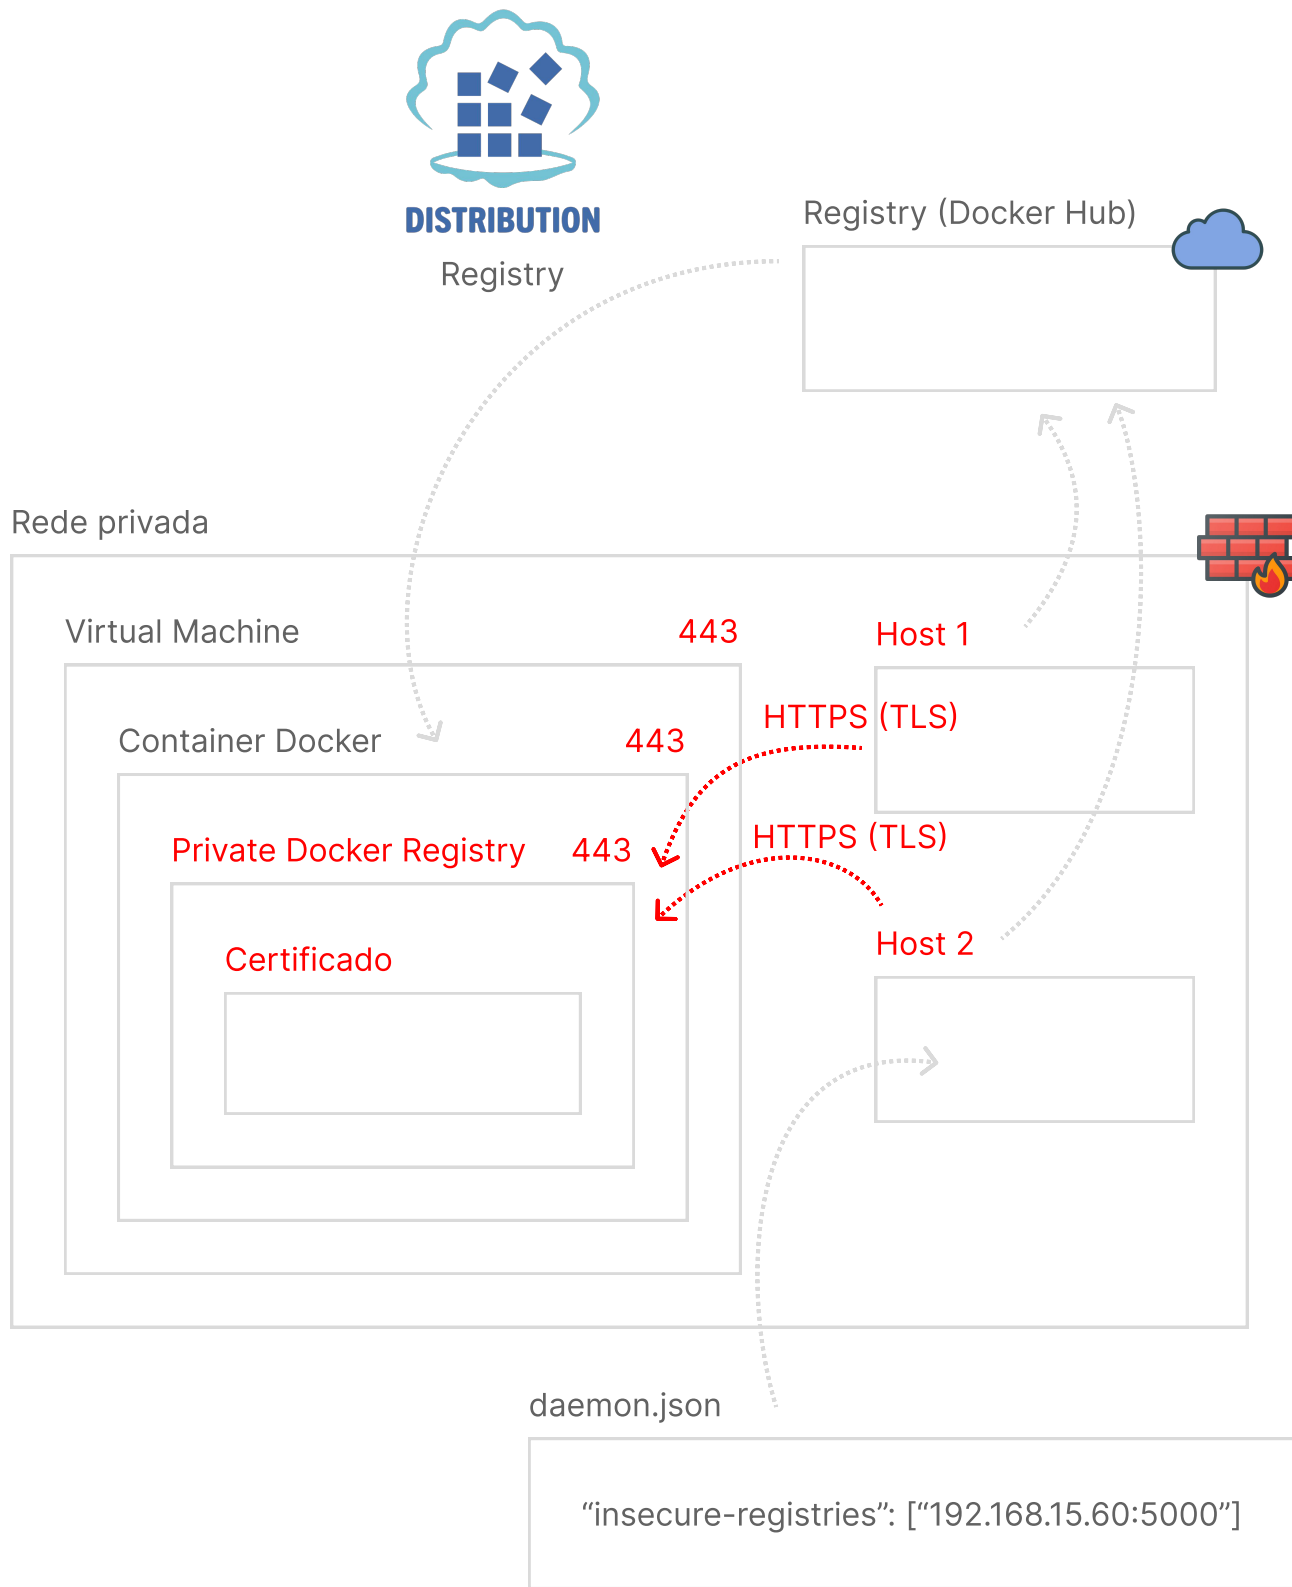 DISTRIBUTION
Registry
Registry (Docker Hub)
Rede privada
Virtual Machine
443
Host 1
HTTPS (TLS)
Container Docker
443
HTTPS (TLS)
Private Docker Registry
443
Host 2
Certificado
daemon.json
“insecure-registries”: [“192.168.15.60:5000”]